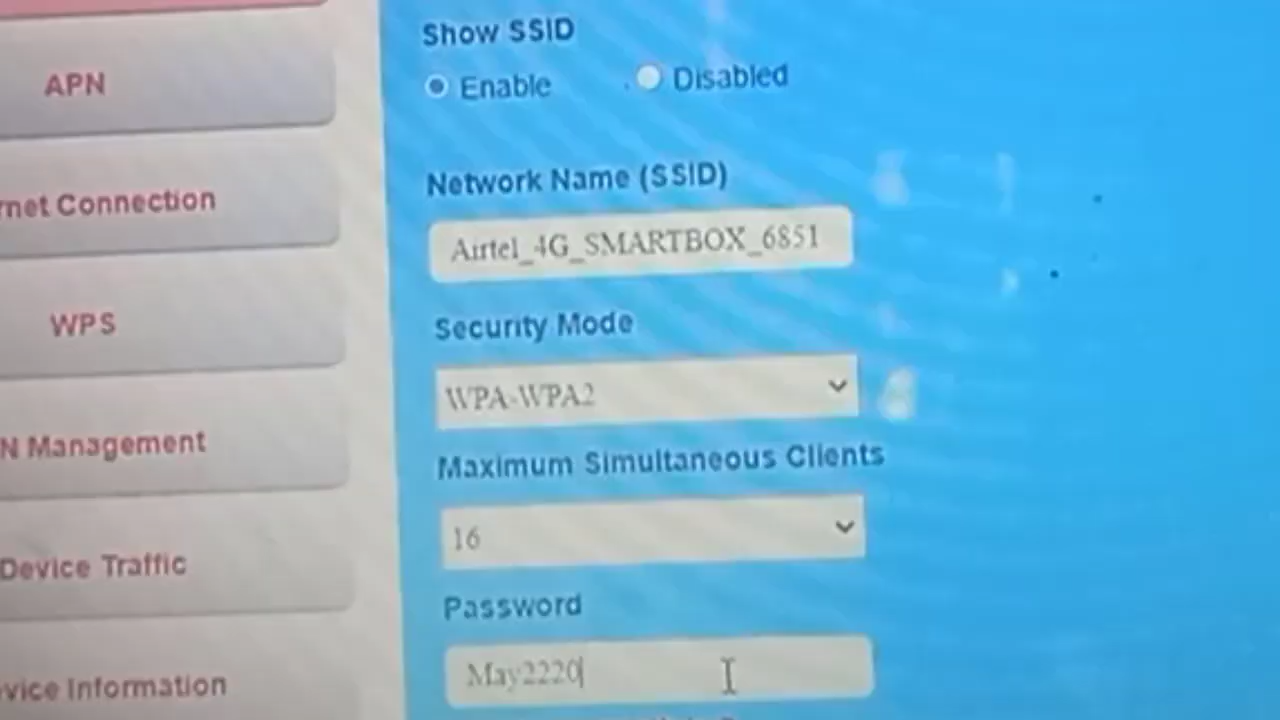 Show SSID
Enable
Disabled
APN
Network Name (SSID)
rnet Connection
Airtel_4G_SMARTBOX_6851
Security Mode
WPS
WPA-WPA2
N Management
Maximum Simultaneous Clients
16
Device Traffic
Password
May2220
vice Information